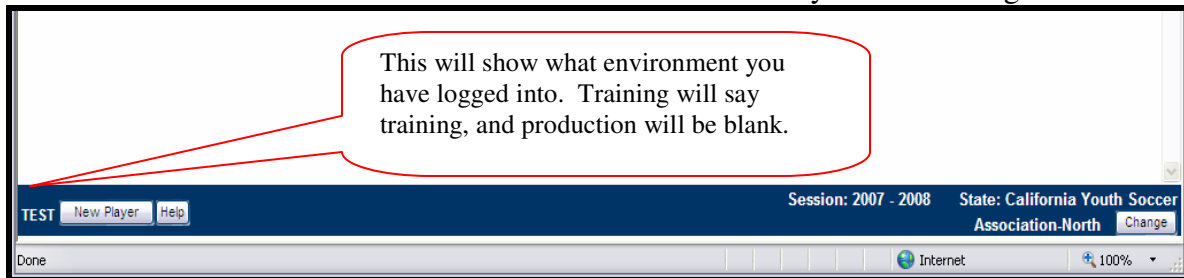 This will show what environment you
have logged into.  Training will say
training, and production will be blank.
Session: 2007 - 2008 State: California Youth Soccer
TEST New Player Help Association-North Change
Done Internet 100%